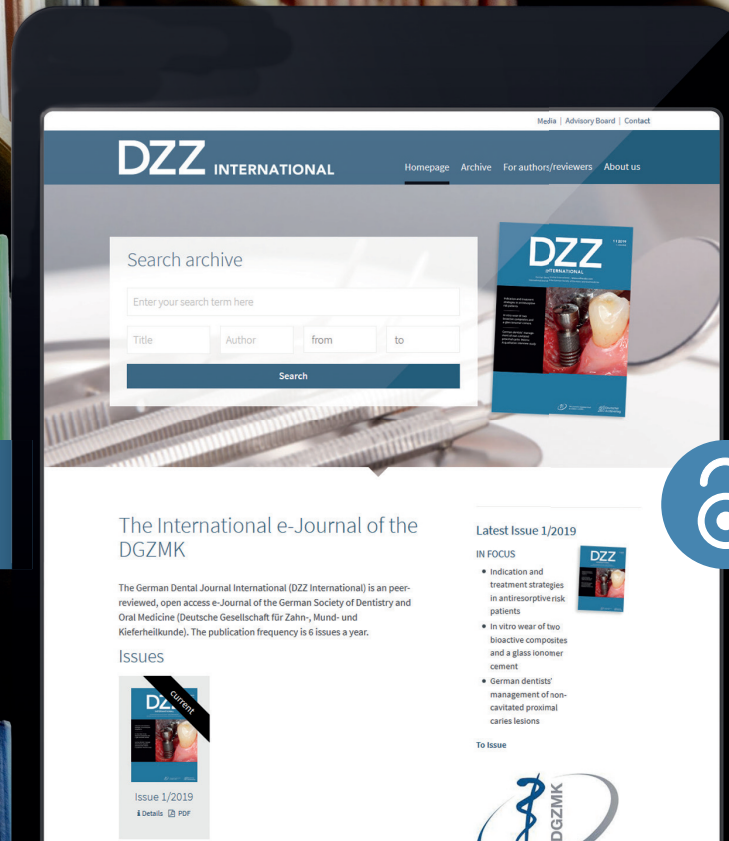 Media | Advisory Board | Contact
DZZ INTERNATIONAL
Homepage Archive For authors/reviewers About us
Search archive
Enter your search term here
Title Author from to
Search
DZZ
INTERNATIONAL
1 | 2019
The International e-Journal of the
DGZMK
The German Dental Journal International (DZZ International) is an peer-
reviewed, open access e-Journal of the German Society of Dentistry and
Oral Medicine (Deutsche Gesellschaft für Zahn-, Mund- und
Kieferheilkunde). The publication frequency is 6 issues a year.
Issues
DZZ
current
Issue 1/2019
i Details PDF
Latest Issue 1/2019
IN FOCUS
DZZ
• Indication and
treatment strategies
in antiresorptive risk
patients
• In vitro wear of two
bioactive composites
and a glass ionomer
cement
• German dentists'
management of non-
cavitated proximal
caries lesions
To Issue
DGZMK